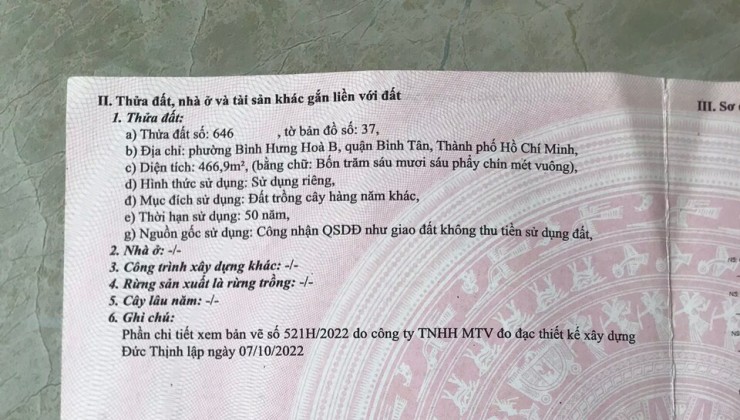 II. Thửa đất, nhà ở và tài sản khác gắn liền với đất
1. Thửa đất:
a) Thửa đất số: 646 , tờ bản đồ số: 37,
b) Địa chỉ: phường Bình Hưng Hoà B, quận Bình Tân, Thành phố Hồ Chí Minh,
c) Diện tích: 466,9m², (bằng chữ: Bốn trăm sáu mươi sáu phẩy chín mét vuông),
d) Hình thức sử dụng: Sử dụng riêng,
đ) Mục đích sử dụng: Đất trồng cây hàng năm khác,
e) Thời hạn sử dụng: 50 năm,
g) Nguồn gốc sử dụng: Công nhận QSDĐ như giao đất không thu tiền sử dụng đất,
2. Nhà ở: -/-
3. Công trình xây dựng khác: -/-
4. Rừng sản xuất là rừng trồng: -/-
5. Cây lâu năm: -/-
6. Ghi chú:
Phần chi tiết xem bản vẽ số 521H/2022 do công ty TNHH MTV đo đạc thiết kế xây dựng
Đức Thịnh lập ngày 07/10/2022
III. Sơ